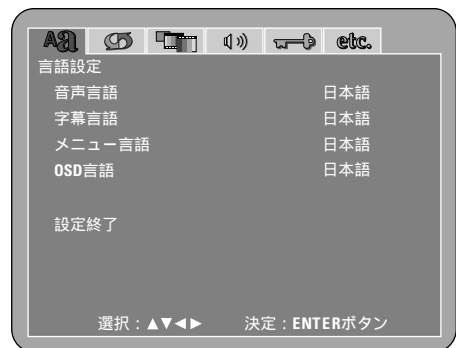 Aa etc.
言語設定
音声言語 日本語
字幕言語 日本語
メニュー言語 日本語
OSD言語 日本語
設定終了
選択：▲▼◀▶ 決定：ENTERボタン